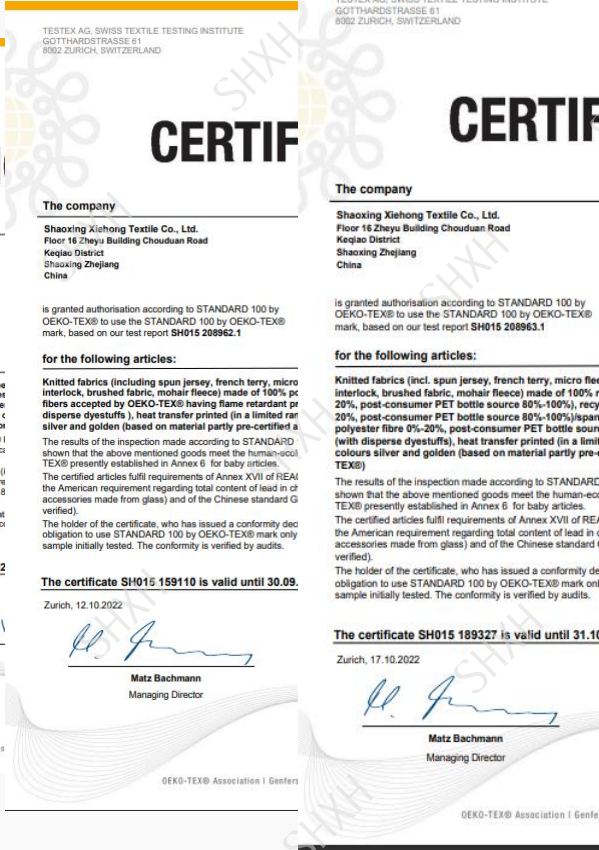 TESTEX AG, SWISS TEXTILE TESTING INSTITUTE
GOTTHARDSTRASSE 61
8002 ZURICH, SWITZERLAND
CERTIF
The company
Shaoxing Xiehong Textile Co., Ltd.
Floor 16 Zheyu Building Chouduan Road
Keqiao District
Shaoxing Zhejiang
China
is granted authorisation according to STANDARD 100 by
OEKO-TEX® to use the STANDARD 100 by OEKO-TEX®
mark, based on our test report SH015 208962.1
for the following articles:
Knitted fabrics (including spun jersey, french terry, micro
interlock, brushed fabric, mohair fleece) made of 100% po
fibers accepted by OEKO-TEX® having flame retardant pr
disperse dyestuffs ), heat transfer printed (in a limited ran
silver and golden (based on material partly pre-certified a
The results of the inspection made according to STANDARD
shown that the above mentioned goods meet the human-ecol
TEX® presently established in Annex 6 for baby articles.
The certified articles fulfil requirements of Annex XVII of REAC
the American requirement regarding total content of lead in ch
accessories made from glass) and of the Chinese standard G
verified).
The holder of the certificate, who has issued a conformity dec
obligation to use STANDARD 100 by OEKO-TEX® mark only
sample initially tested. The conformity is verified by audits.
The certificate SH015 159110 is valid until 30.09.
Zurich, 12.10.2022
Matz Bachmann
Managing Director
OEKO-TEX® Association | Genfers
TESTEX AG, SWISS TEXTILE TESTING INSTITUTE
GOTTHARDSTRASSE 61
8002 ZURICH, SWITZERLAND
CERTIF
The company
Shaoxing Xiehong Textile Co., Ltd.
Floor 16 Zheyu Building Chouduan Road
Keqiao District
Shaoxing Zhejiang
China
is granted authorisation according to STANDARD 100 by
OEKO-TEX® to use the STANDARD 100 by OEKO-TEX®
mark, based on our test report SH015 208963.1
for the following articles:
Knitted fabrics (incl. spun jersey, french terry, micro flee
interlock, brushed fabric, mohair fleece) made of 100% r
20%, post-consumer PET bottle source 80%-100%), recy
20%, post-consumer PET bottle source 80%-100%)/span
polyester fibre 0%-20%, post-consumer PET bottle sour
(with disperse dyestuffs), heat transfer printed (in a limit
colours silver and golden (based on material partly pre-
TEX®)
The results of the inspection made according to STANDARD
shown that the above mentioned goods meet the human-eco
TEX® presently established in Annex 6 for baby articles.
The certified articles fulfil requirements of Annex XVII of REA
the American requirement regarding total content of lead in c
accessories made from glass) and of the Chinese standard
verified).
The holder of the certificate, who has issued a conformity de
obligation to use STANDARD 100 by OEKO-TEX® mark onl
sample initially tested. The conformity is verified by audits.
The certificate SH015 189327 is valid until 31.10
Zurich, 17.10.2022
Matz Bachmann
Managing Director
OEKO-TEX® Association | Genfe
SHXH
SHXH
SHXH
SHXH
SHXH
SHXH